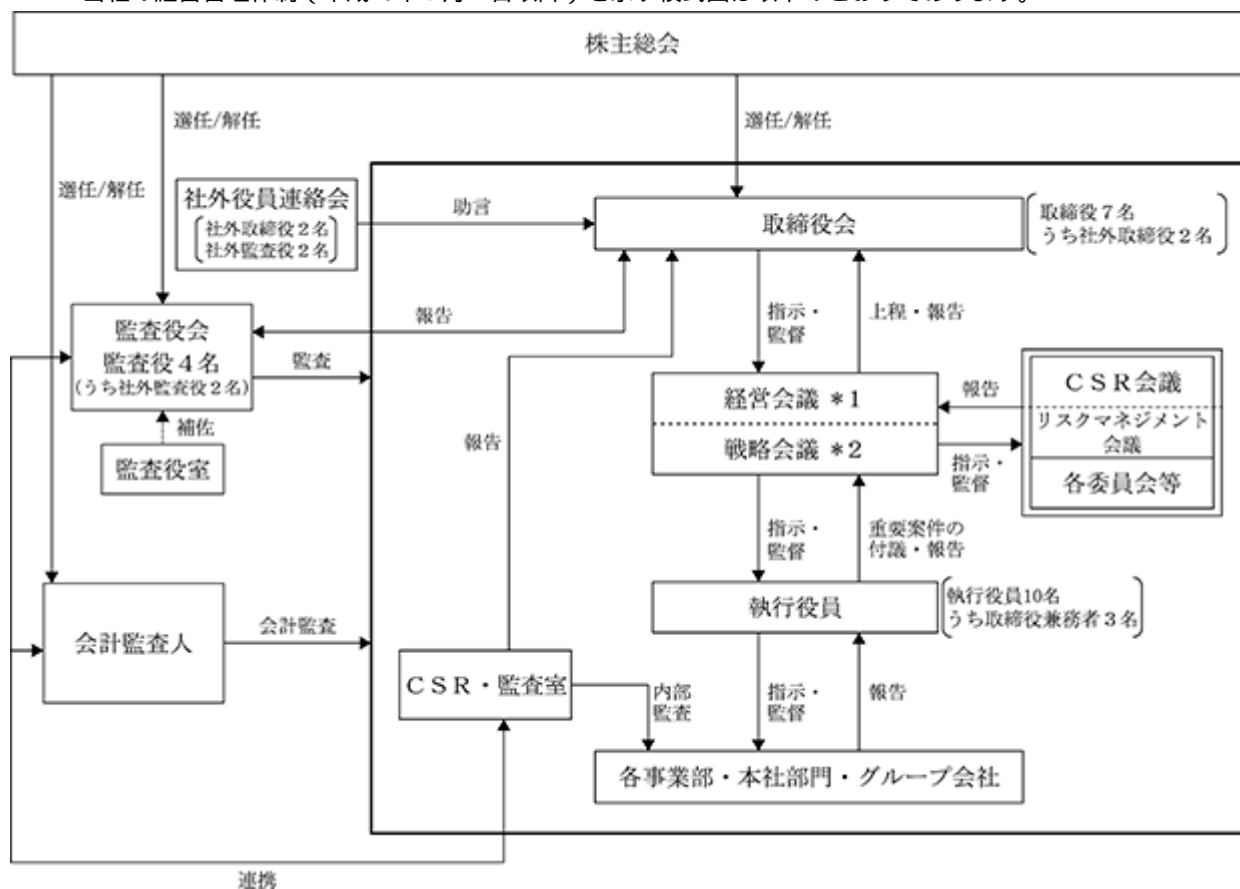 株主総会
選任/解任
選任/解任
選任/解任
社外役員連絡会
社外取締役2名
社外監査役2名
助言
取締役会
取締役7名
うち社外取締役2名
監査役会
監査役4名
(うち社外監査役2名)
報告
監査
指示・
監督
上程・報告
補佐
監査役室
報告
経営会議 *1
戦略会議 *2
報告
指示・
監督
CSR会議
リスクマネジメント
会議
各委員会等
指示・
監督
重要案件の
付議・報告
会計監査人
会計監査
執行役員
執行役員10名
うち取締役兼務者3名
CSR・監査室
内部
監査
指示・
監督
報告
各事業部・本社部門・グループ会社
連携